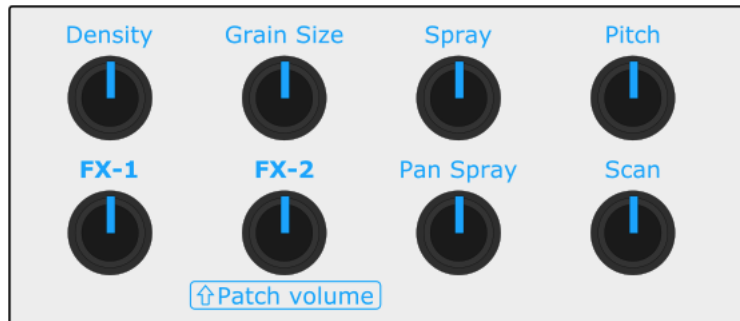 Density Grain Size Spray Pitch
FX-1 FX-2 Pan Spray Scan
⇧Patch volume